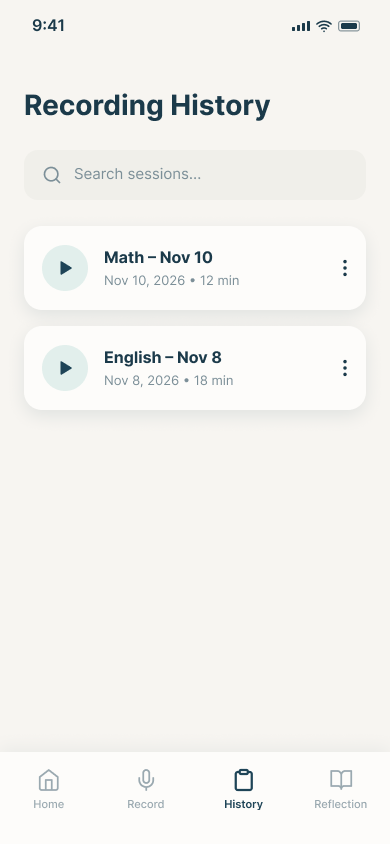 9:41
Recording History
Search sessions...
Math – Nov 10
Nov 10, 2026 • 12 min
English – Nov 8
Nov 8, 2026 • 18 min
Home
Record
History
Reflection